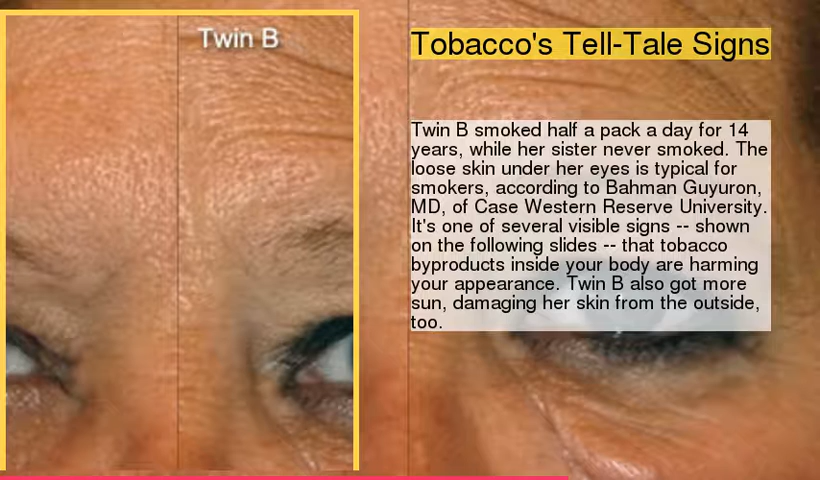 Twin B
Tobacco's Tell-Tale Signs
Twin B smoked half a pack a day for 14
years, while her sister never smoked. The
loose skin under her eyes is typical for
smokers, according to Bahman Guyuron,
MD, of Case Western Reserve University.
It's one of several visible signs -- shown
on the following slides -- that tobacco
byproducts inside your body are harming
your appearance. Twin B also got more
sun, damaging her skin from the outside,
too.